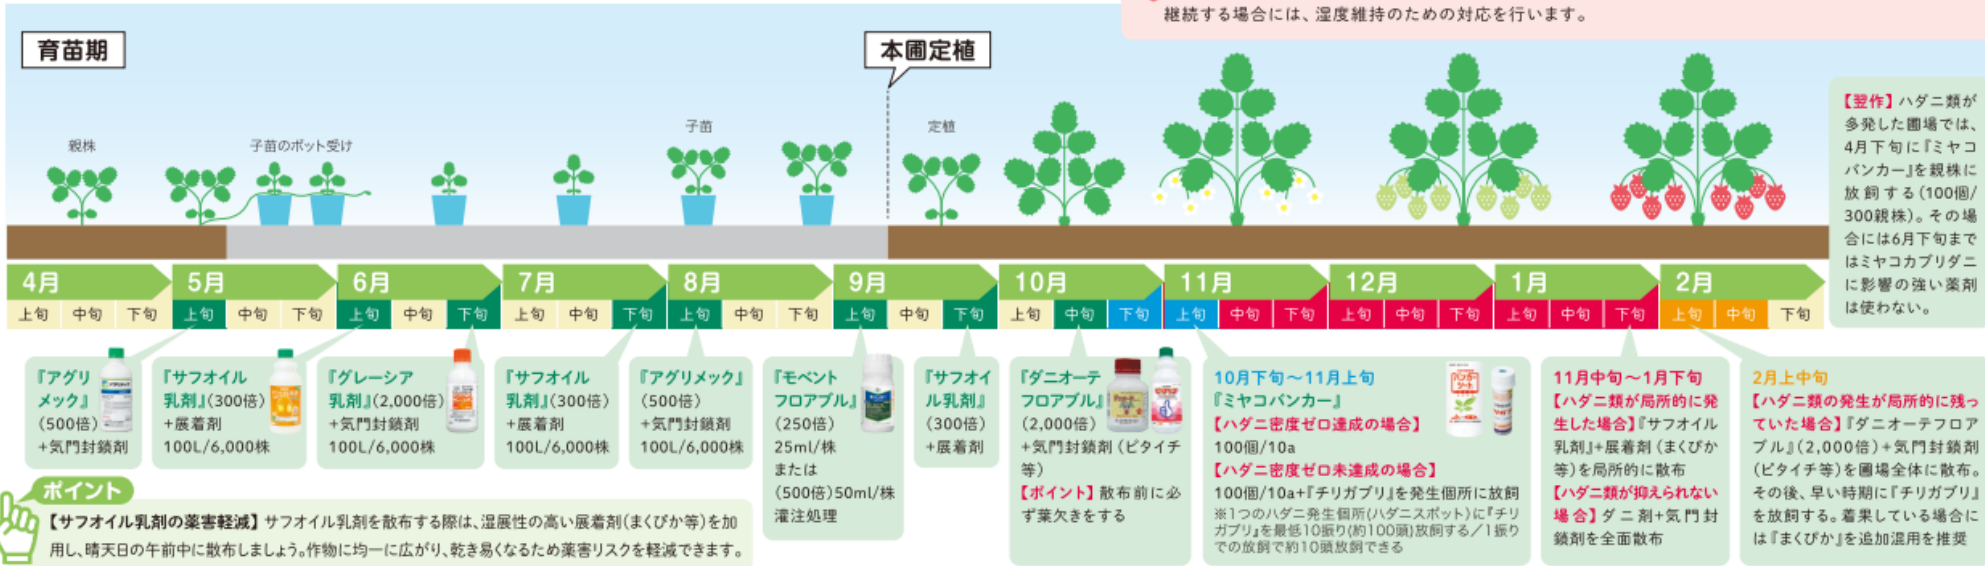 継続する場合には、湿度維持のための対応を行います。
育苗期
本圃定植
親株
子苗のポット受け
子苗
定植
【翌作】ハダニ類が
多発した圃場では、
4月下旬に『ミヤコ
バンカー』を親株に
放飼する(100個/
300親株)。その場
合には6月下旬まで
はミヤコカブリダニ
に影響の強い薬剤
は使わない。
4月 5月 6月 7月 8月 9月 10月 11月 12月 1月 2月
上旬 中旬 下旬 上旬 中旬 下旬 上旬 中旬 下旬 上旬 中旬 下旬 上旬 中旬 下旬 上旬 中旬 下旬 上旬 中旬 下旬 上旬 中旬 下旬 上旬 中旬 下旬 上旬 中旬 下旬 上旬 中旬 下旬
『アグリ
メック』
(500倍)
+気門封鎖剤
『サフオイル
乳剤』(300倍)
+展着剤
100L/6,000株
『グレーシア
乳剤』(2,000倍)
+気門封鎖剤
100L/6,000株
『サフオイル
乳剤』(300倍)
+展着剤
100L/6,000株
『アグリメック』
(500倍)
+気門封鎖剤
100L/6,000株
『モベント
フロアブル』
(250倍)
25ml/株
または
(500倍)50ml/株
灌注処理
『サフオイ
ル乳剤』
(300倍)
+展着剤
『ダニオーテ
フロアブル』
(2,000倍)
+気門封鎖剤(ピタイチ
等)
【ポイント】散布前に必
ず葉欠きをする
10月下旬～11月上旬
『ミヤコバンカー』
【ハダニ密度ゼロ達成の場合】
100個/10a
【ハダニ密度ゼロ未達成の場合】
100個/10a+『チリガブリ』を発生個所に放飼
※1つのハダニ発生個所(ハダニスポット)に『チリ
ガブリ』を最低10振り(約100頭)放飼する/1振り
での放飼で約10頭放飼できる
バンカー
シート
11月中旬～1月下旬
【ハダニ類が局所的に発
生した場合】『サフオイル
乳剤』+展着剤(まくぴか
等)を局所的に散布
【ハダニ類が抑えられない
場合】ダニ剤+気門封
鎖剤を全面散布
2月上中旬
【ハダニ類の発生が局所的に残っ
ていた場合】『ダニオーテフロア
ブル』(2,000倍)+気門封鎖剤
(ピタイチ等)を圃場全体に散布。
その後、早い時期に『チリガブリ』
を放飼する。着果している場合に
は『まくぴか』を追加混用を推奨
ポイント
【サフオイル乳剤の薬害軽減】サフオイル乳剤を散布する際は、湿展性の高い展着剤(まくぴか等)を加
用し、晴天日の午前中に散布しましょう。作物に均一に広がり、乾き易くなるため薬害リスクを軽減できます。